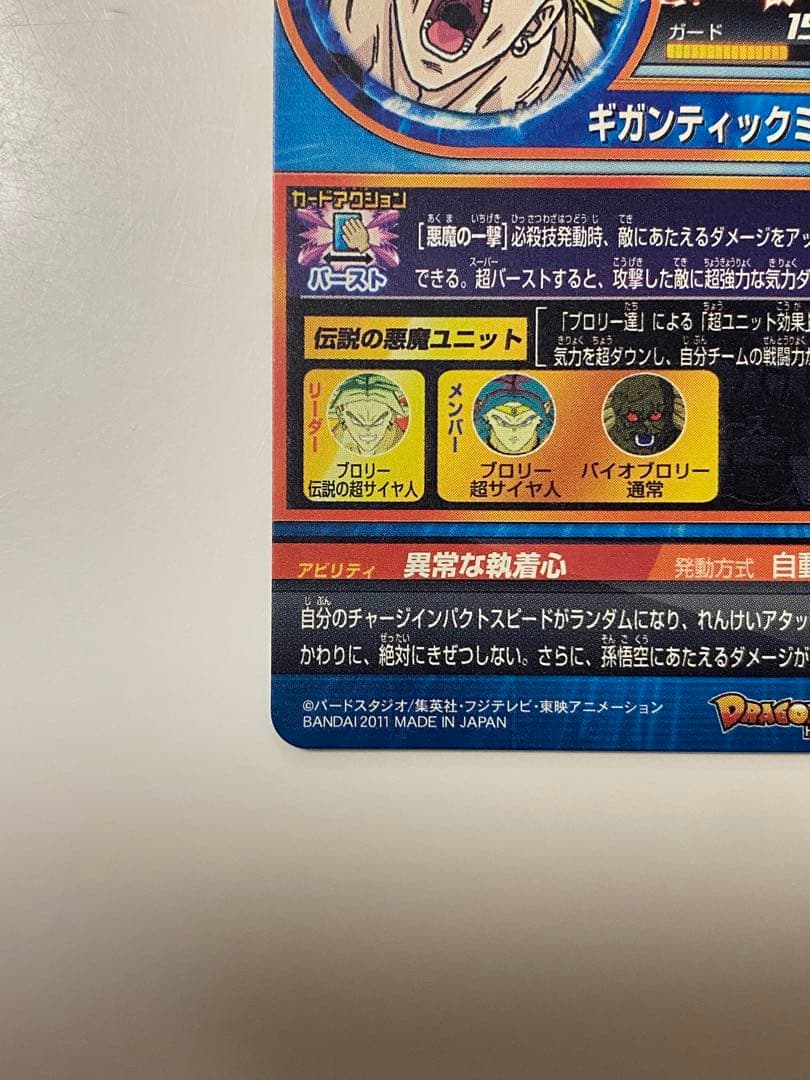 ガード 15
ギガンティックミ
カードアクション
バースト
[悪魔の一撃]必殺技発動時、敵にあたえるダメージをアッ
できる。超バーストすると、攻撃した敵に超強力な気力ダ
伝説の悪魔ユニット
「ブロリー達」による「超ユニット効果
気力を超ダウンし、自分チームの戦闘力が
リーダー
ブロリー
伝説の超サイヤ人
メンバー
ブロリー
超サイヤ人
バイオブロリー
通常
アビリティ 異常な執着心 発動方式 自動
自分のチャージインパクトスピードがランダムになり、れんけいアタッ
かわりに、絶対にきぜつしない。さらに、孫悟空にあたえるダメージが
©バードスタジオ/集英社・フジテレビ・東映アニメーション
BANDAI 2011 MADE IN JAPAN
DRAGO